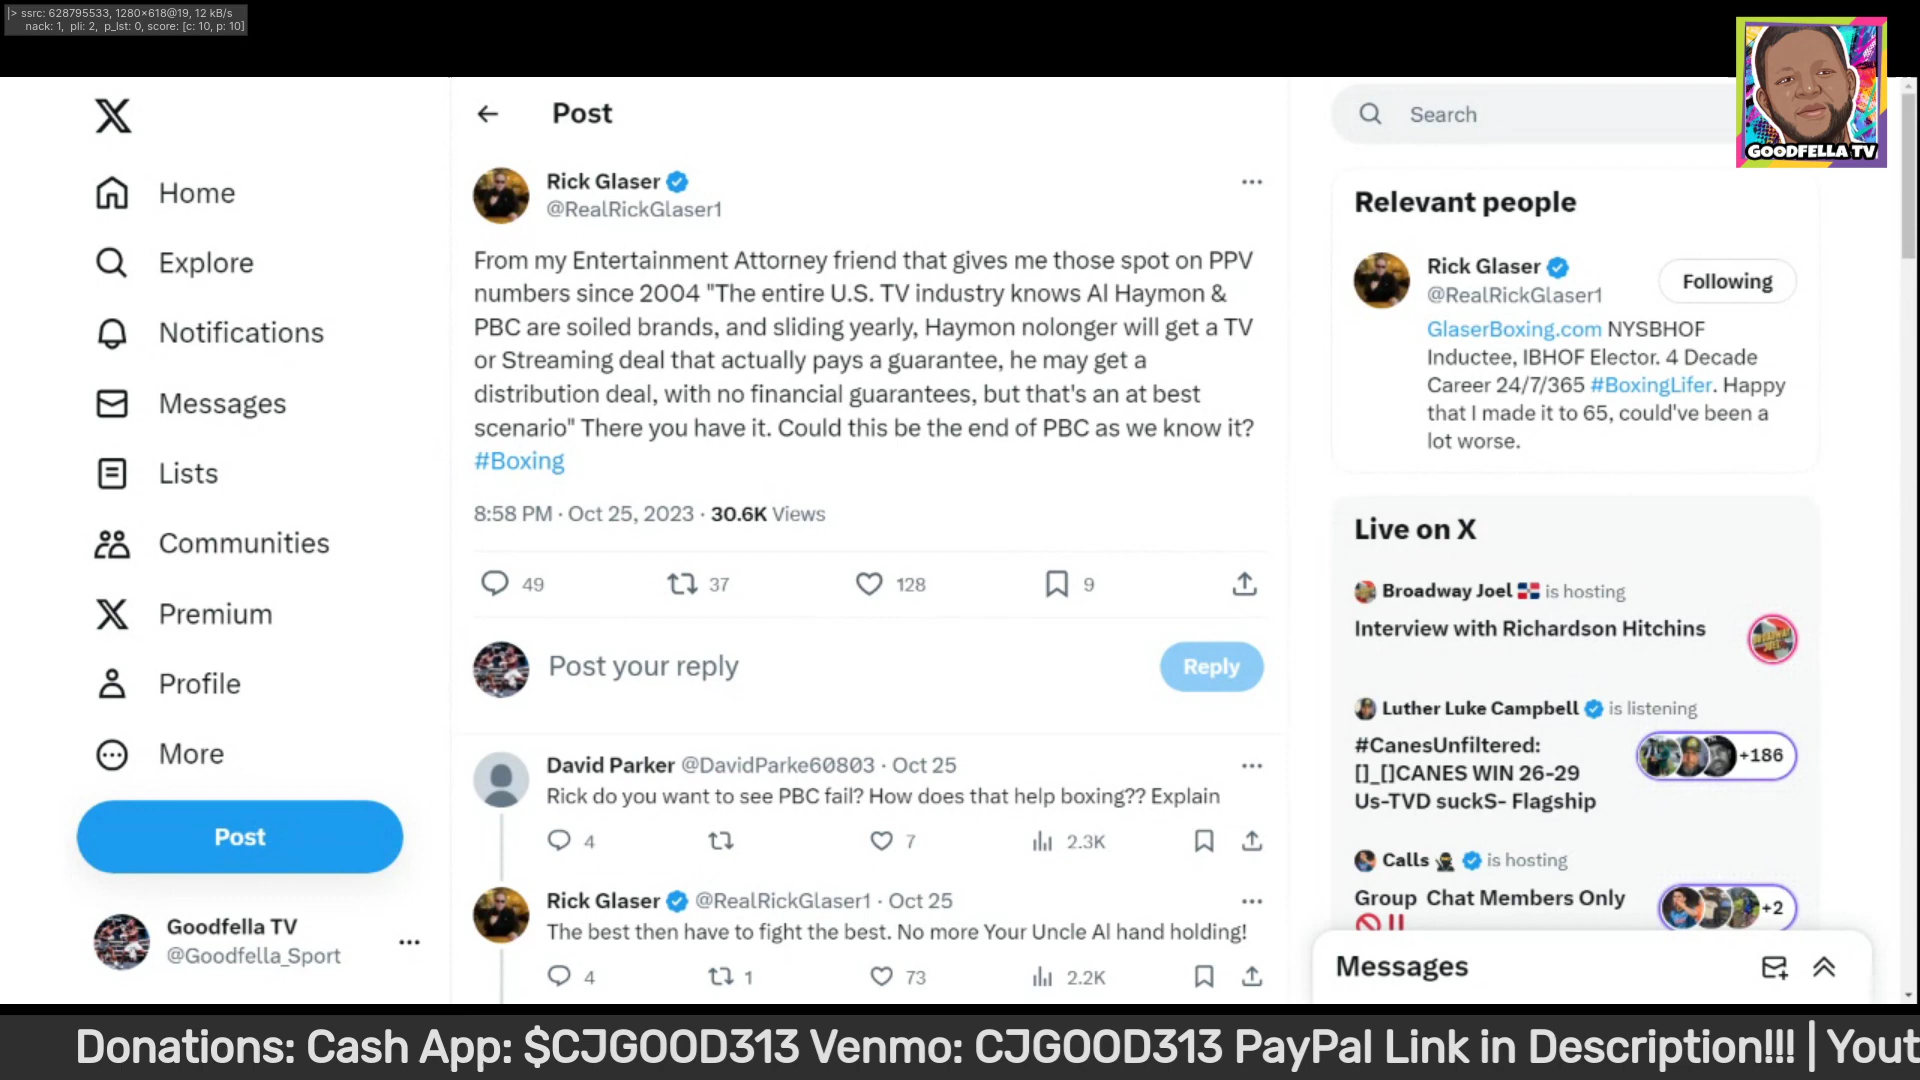 |> ssrc: 628795533, 1280×618@19, 12 kB/s
nack: 1, pli: 2, p_lst: 0, score: [c: 10, p: 10]
GOODFELLA TV
Home
Explore
Notifications
Messages
Lists
Communities
Premium
Profile
More
Post
Goodfella TV
@Goodfella_Sport
Post
Rick Glaser
@RealRickGlaser1
From my Entertainment Attorney friend that gives me those spot on PPV
numbers since 2004 "The entire U.S. TV industry knows Al Haymon &
PBC are soiled brands, and sliding yearly, Haymon nolonger will get a TV
or Streaming deal that actually pays a guarantee, he may get a
distribution deal, with no financial guarantees, but that's an at best
scenario" There you have it. Could this be the end of PBC as we know it?
#Boxing
8:58 PM · Oct 25, 2023 · 30.6K Views
49 37 128 9
Post your reply
Reply
David Parker @DavidParke60803 · Oct 25
Rick do you want to see PBC fail? How does that help boxing?? Explain
4 7 2.3K
Rick Glaser @RealRickGlaser1 · Oct 25
The best then have to fight the best. No more Your Uncle Al hand holding!
4 1 73 2.2K
Search
Relevant people
Rick Glaser
@RealRickGlaser1
Following
GlaserBoxing.com NYSBHOF
Inductee, IBHOF Elector. 4 Decade
Career 24/7/365 #BoxingLifer. Happy
that I made it to 65, could've been a
lot worse.
Live on X
Broadway Joel is hosting
Interview with Richardson Hitchins
Luther Luke Campbell is listening
#CanesUnfiltered:
[]_[]CANES WIN 26-29
Us-TVD suckS- Flagship
+186
Calls is hosting
Group Chat Members Only
+2
Messages
Donations: Cash App: $CJGOOD313 Venmo: CJGOOD313 PayPal Link in Description!!! | Yout